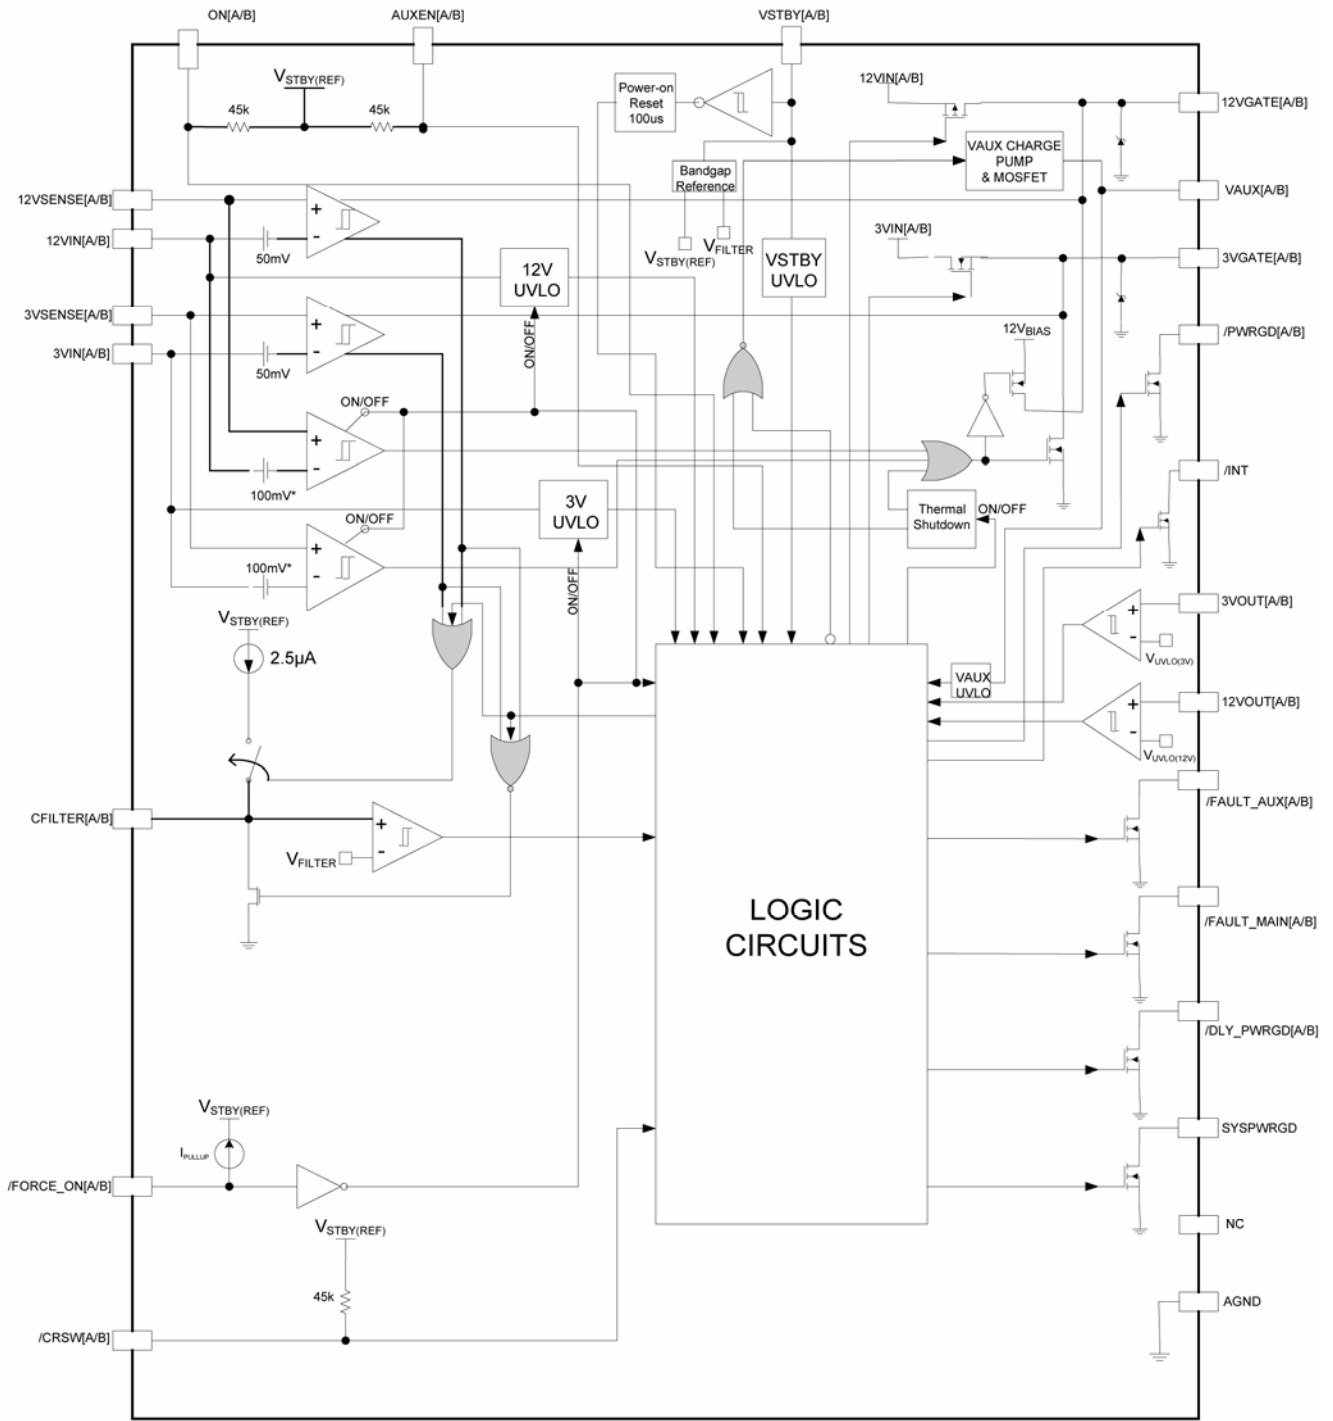 ON[A/B]
AUXEN[A/B]
VSTBY[A/B]
VSTBY(REF)
45k
45k
Power-on
Reset
100us
12VIN[A/B]
12VGATE[A/B]
VAUX CHARGE
PUMP
& MOSFET
Bandgap
Reference
VAUX[A/B]
12VSENSE[A/B]
12VIN[A/B]
50mV
VSTBY(REF)
VFILTER
3VIN[A/B]
3VGATE[A/B]
12V
UVLO
VSTBY
UVLO
3VSENSE[A/B]
3VIN[A/B]
50mV
ON/OFF
12VBIAS
/PWRGD[A/B]
ON/OFF
100mV*
/INT
3V
UVLO
Thermal
Shutdown
ON/OFF
ON/OFF
100mV*
ON/OFF
VSTBY(REF)
2.5µA
3VOUT[A/B]
VUVLO(3V)
VAUX
UVLO
12VOUT[A/B]
VUVLO(12V)
CFILTER[A/B]
VFILTER
/FAULT_AUX[A/B]
LOGIC
CIRCUITS
/FAULT_MAIN[A/B]
/DLY_PWRGD[A/B]
VSTBY(REF)
IPULLUP
/FORCE_ON[A/B]
SYSPWRGD
VSTBY(REF)
45k
NC
/CRSW[A/B]
AGND